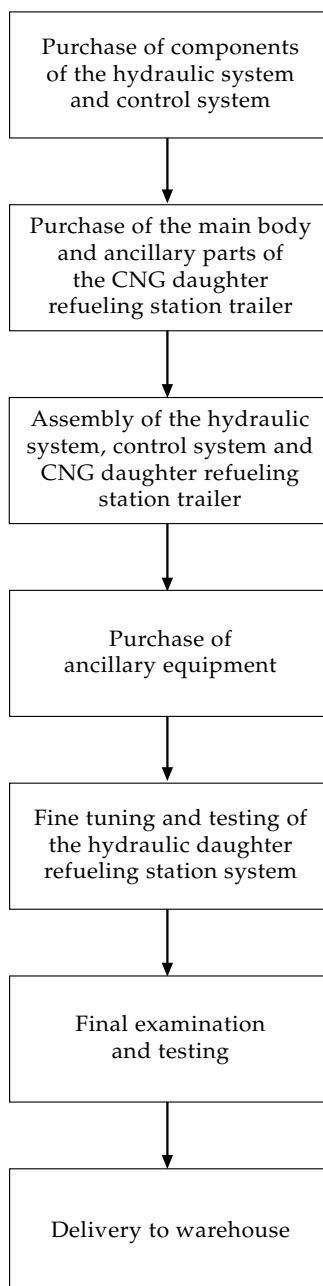 Purchase of components
of the hydraulic system
and control system
Purchase of the main body
and ancillary parts of
the CNG daughter
refueling station trailer
Assembly of the hydraulic
system, control system and
CNG daughter refueling
station trailer
Purchase of
ancillary equipment
Fine tuning and testing of
the hydraulic daughter
refueling station system
Final examination
and testing
Delivery to warehouse